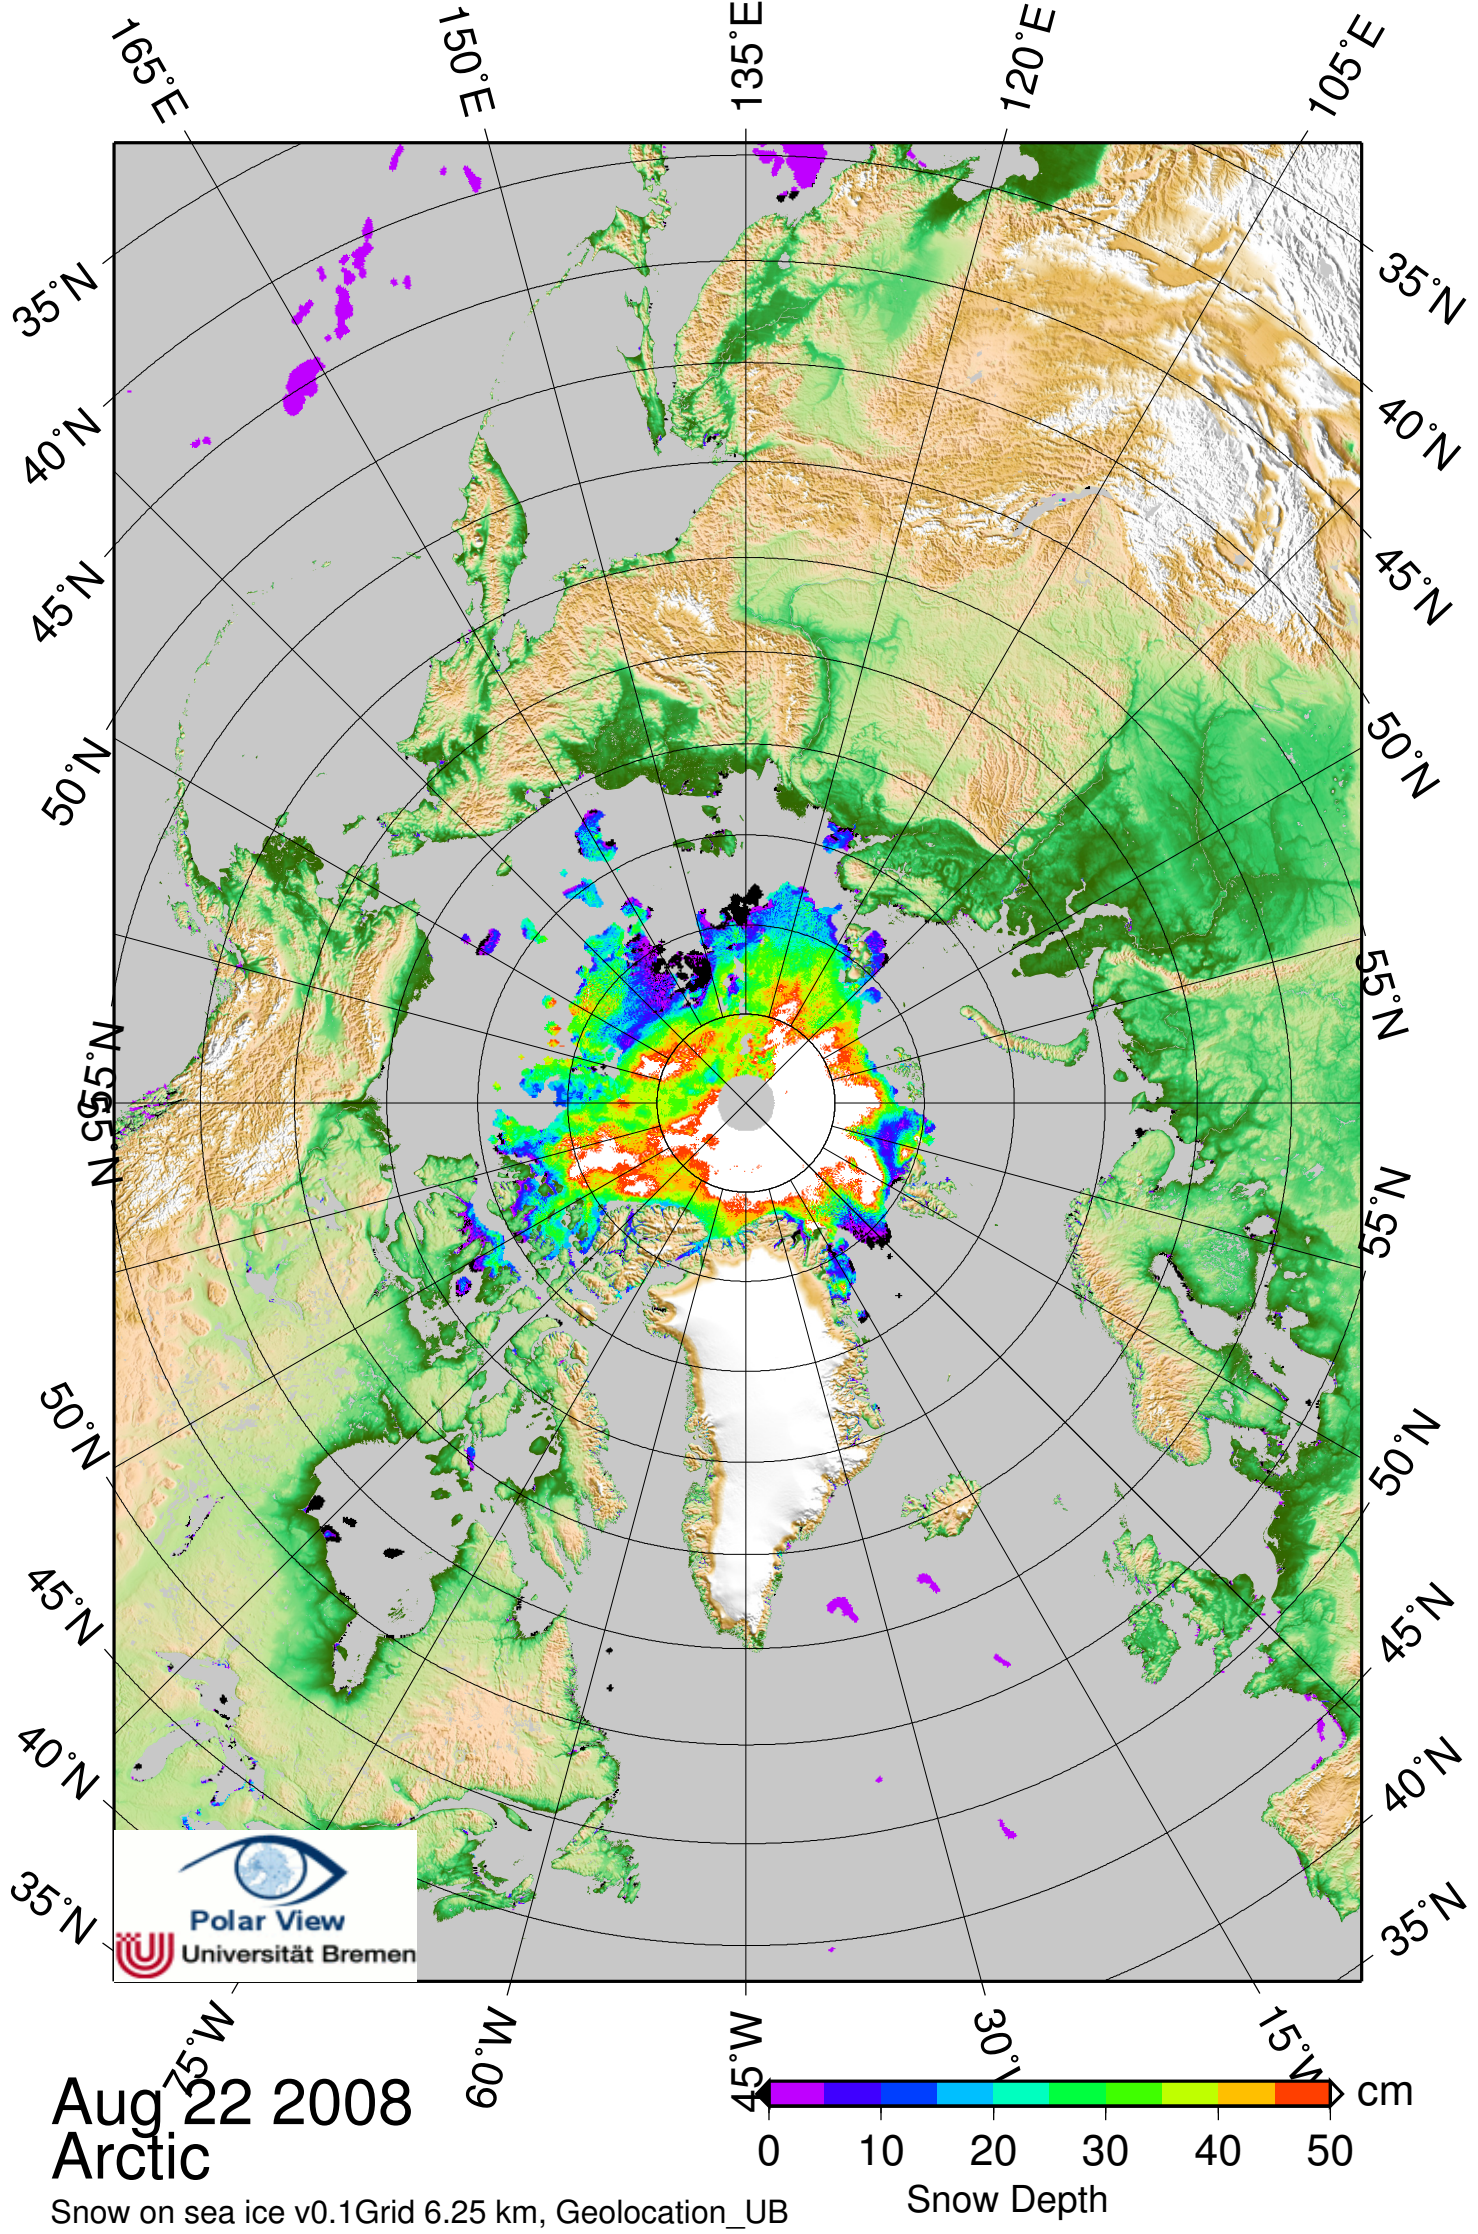 165°E 150°E 135°E 120°E 105°E
35°N 35°N
40°N 40°N
45°N 45°N
50°N 50°N
55°N 55°N
55°N 55°N
50°N 50°N
45°N 45°N
40°N 40°N
35°N 35°N
Polar View
Universität Bremen
75°W 60°W 45°W 30°W 15°W
Aug 22 2008
Arctic
cm
0 10 20 30 40 50
Snow Depth
Snow on sea ice v0.1Grid 6.25 km, Geolocation_UB